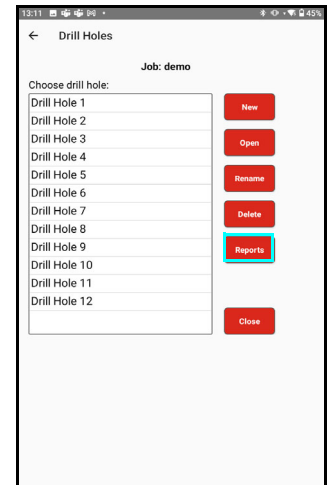 13:11 45%
← Drill Holes
Job: demo
Choose drill hole:
Drill Hole 1
Drill Hole 2
Drill Hole 3
Drill Hole 4
Drill Hole 5
Drill Hole 6
Drill Hole 7
Drill Hole 8
Drill Hole 9
Drill Hole 10
Drill Hole 11
Drill Hole 12
New
Open
Rename
Delete
Reports
Close